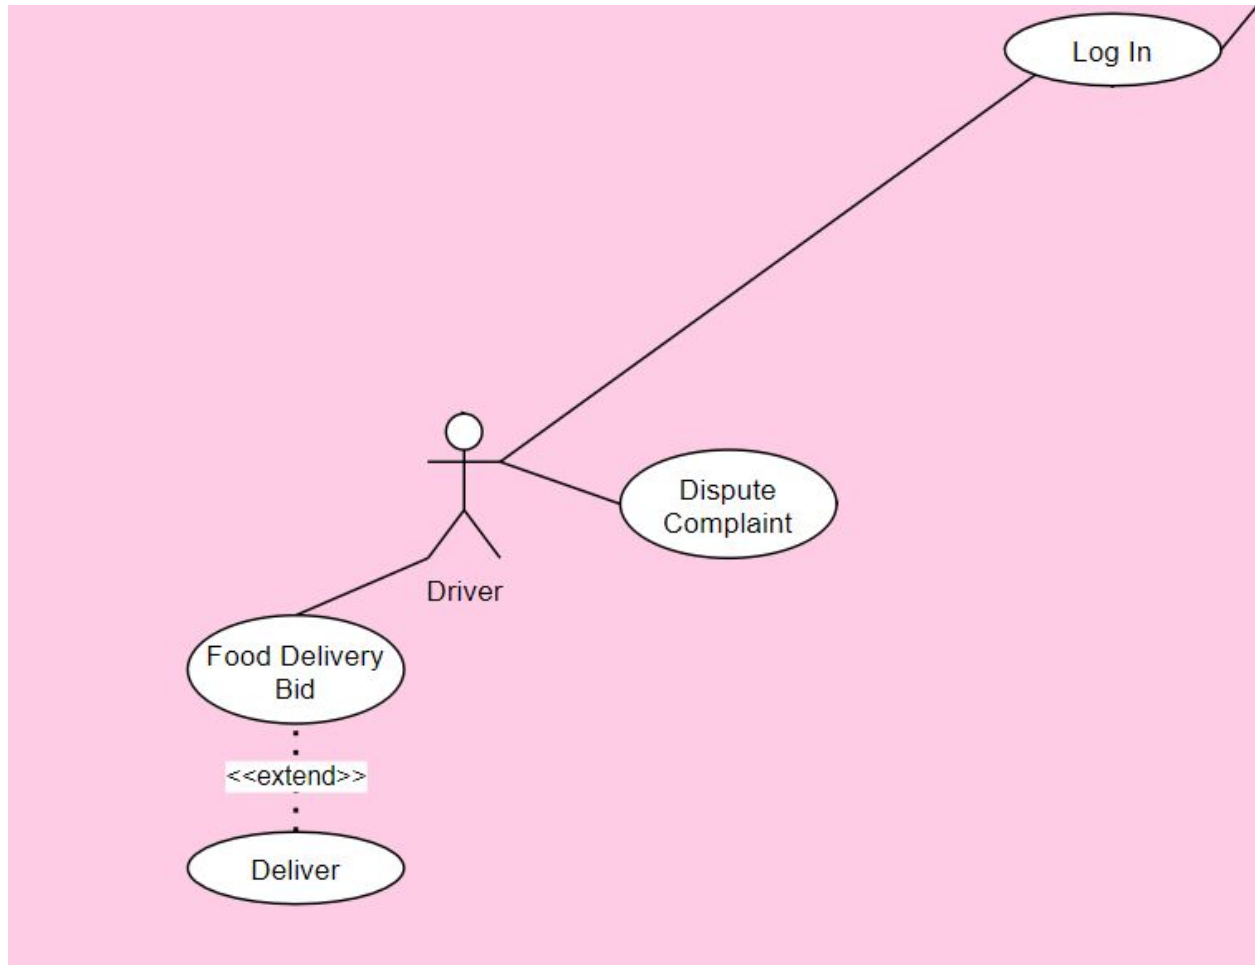 Log In
Dispute
Complaint
Driver
Food Delivery
Bid
<<extend>>
Deliver